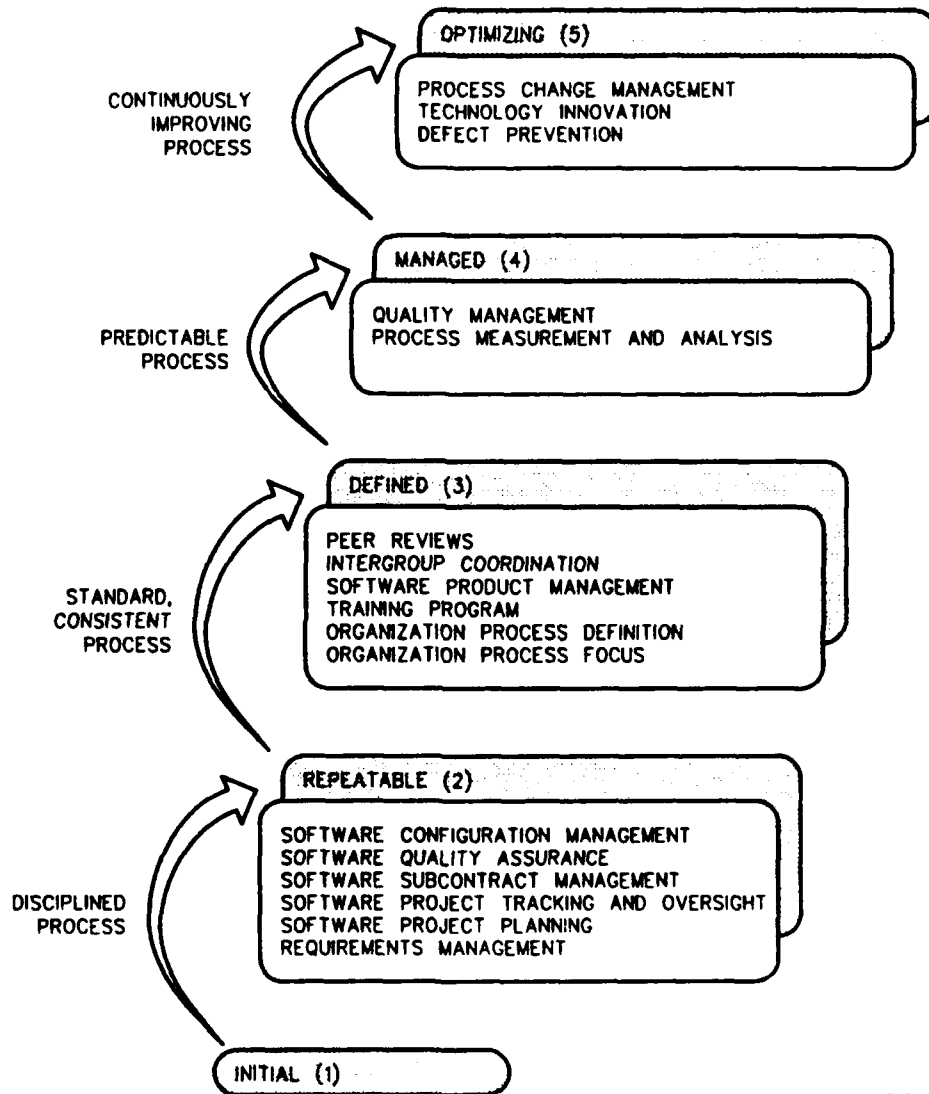 OPTIMIZING (5)
PROCESS CHANGE MANAGEMENT
TECHNOLOGY INNOVATION
DEFECT PREVENTION
CONTINUOUSLY
IMPROVING
PROCESS
MANAGED (4)
QUALITY MANAGEMENT
PROCESS MEASUREMENT AND ANALYSIS
PREDICTABLE
PROCESS
DEFINED (3)
PEER REVIEWS
INTERGROUP COORDINATION
SOFTWARE PRODUCT MANAGEMENT
TRAINING PROGRAM
ORGANIZATION PROCESS DEFINITION
ORGANIZATION PROCESS FOCUS
STANDARD,
CONSISTENT
PROCESS
REPEATABLE (2)
SOFTWARE CONFIGURATION MANAGEMENT
SOFTWARE QUALITY ASSURANCE
SOFTWARE SUBCONTRACT MANAGEMENT
SOFTWARE PROJECT TRACKING AND OVERSIGHT
SOFTWARE PROJECT PLANNING
REQUIREMENTS MANAGEMENT
DISCIPLINED
PROCESS
INITIAL (1)